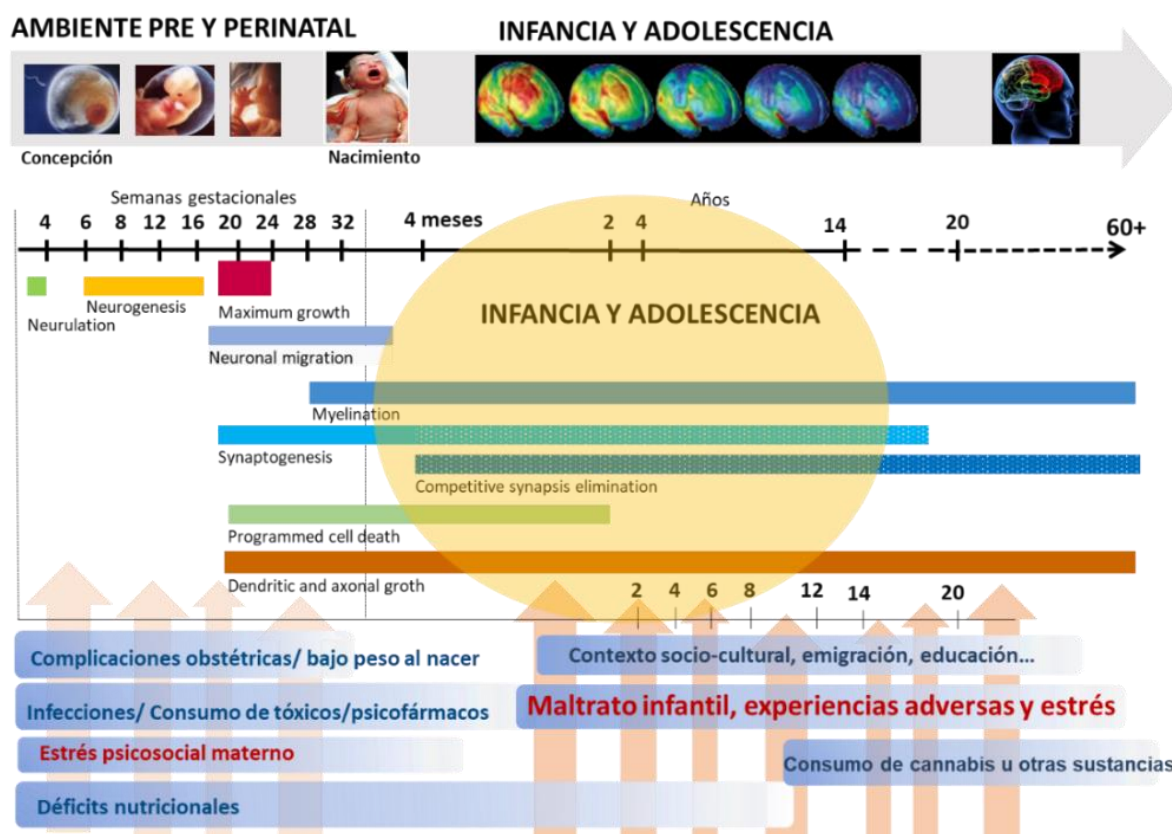 AMBIENTE PRE Y PERINATAL
INFANCIA Y ADOLESCENCIA
Concepción
Nacimiento
Semanas gestacionales
Años
4 6 8 12 16 20 24 28 32 4 meses 2 4 14 20 60+
Neurulation
Neurogenesis
Maximum growth
INFANCIA Y ADOLESCENCIA
Neuronal migration
Myelination
Synaptogenesis
Competitive synapsis elimination
Programmed cell death
Dendritic and axonal groth
2 4 6 8 12 14 20
Complicaciones obstétricas/ bajo peso al nacer
Contexto socio-cultural, emigración, educación...
Infecciones/ Consumo de tóxicos/psicofármacos
Maltrato infantil, experiencias adversas y estrés
Estrés psicosocial materno
Consumo de cannabis u otras sustancias
Déficits nutricionales